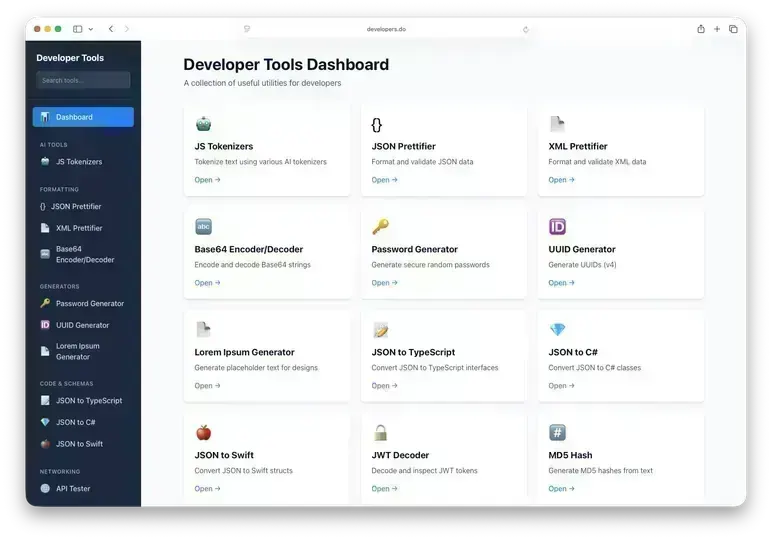 developers.do
Developer Tools
Search tools...
Dashboard
AI TOOLS
JS Tokenizers
FORMATTING
{} JSON Prettifier
XML Prettifier
abc Base64
Encoder/Decoder
GENERATORS
Password Generator
ID UUID Generator
Lorem Ipsum
Generator
CODE & SCHEMAS
JSON to TypeScript
JSON to C#
JSON to Swift
NETWORKING
API Tester
Developer Tools Dashboard
A collection of useful utilities for developers
JS Tokenizers
Tokenize text using various AI tokenizers
Open →
{}
JSON Prettifier
Format and validate JSON data
Open →
XML Prettifier
Format and validate XML data
Open →
abc
Base64 Encoder/Decoder
Encode and decode Base64 strings
Open →
Password Generator
Generate secure random passwords
Open →
ID
UUID Generator
Generate UUIDs (v4)
Open →
Lorem Ipsum Generator
Generate placeholder text for designs
Open →
JSON to TypeScript
Convert JSON to TypeScript interfaces
Open →
JSON to C#
Convert JSON to C# classes
Open →
JSON to Swift
Convert JSON to Swift structs
Open →
JWT Decoder
Decode and inspect JWT tokens
Open →
#
MD5 Hash
Generate MD5 hashes from text
Open →